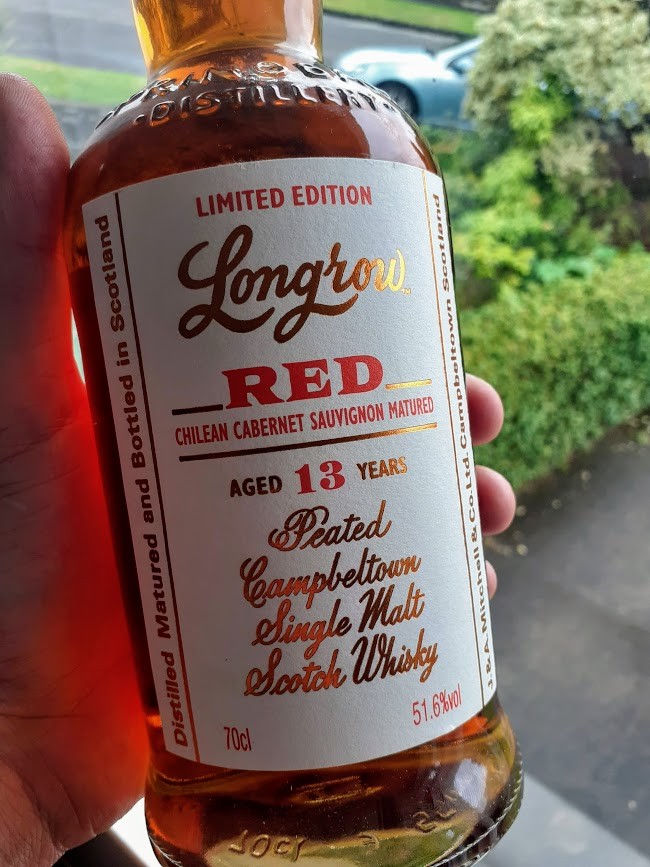 DISTILLERY
LIMITED EDITION
Longrow
RED
CHILEAN CABERNET SAUVIGNON MATURED
AGED 13 YEARS
Peated
Campbeltown
Single Malt
Scotch Whisky
70cl
51.6%vol
Distilled Matured and Bottled in Scotland
J & A Mitchell & Co. Ltd. Campbeltown Scotland